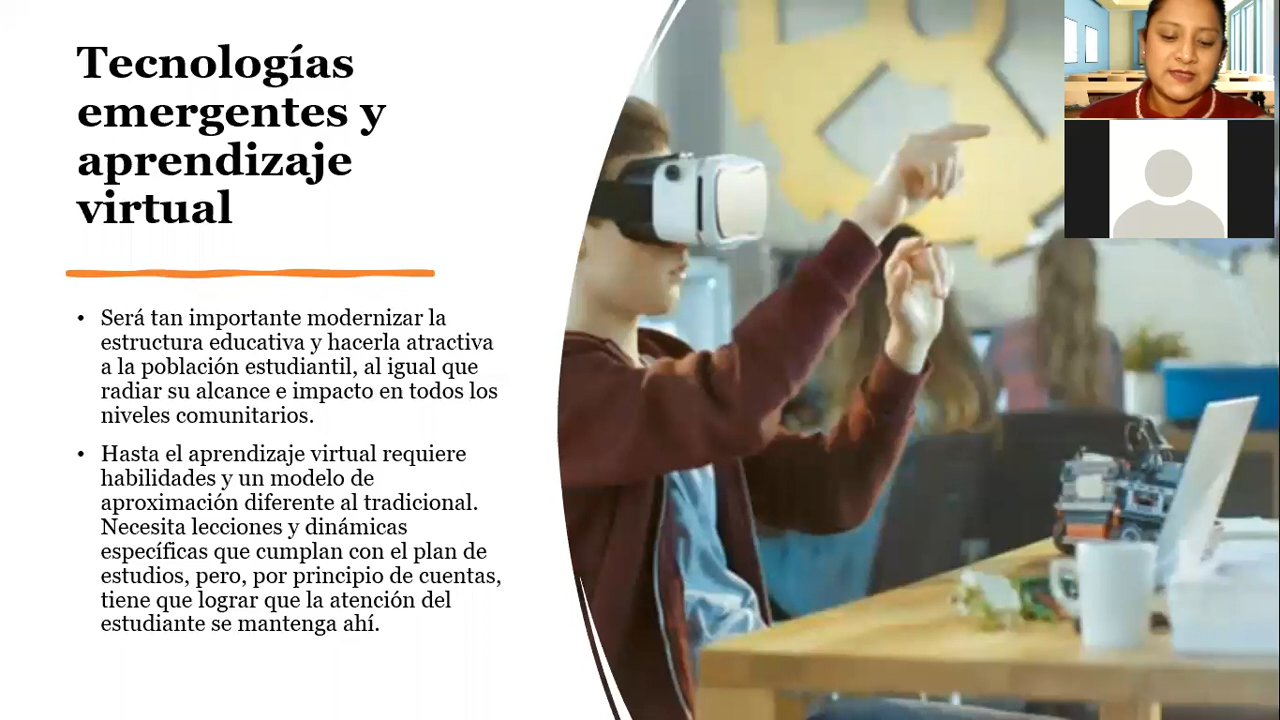 Tecnologías
emergentes y
aprendizaje
virtual
• Será tan importante modernizar la
estructura educativa y hacerla atractiva
a la población estudiantil, al igual que
radiar su alcance e impacto en todos los
niveles comunitarios.
• Hasta el aprendizaje virtual requiere
habilidades y un modelo de
aproximación diferente al tradicional.
Necesita lecciones y dinámicas
específicas que cumplan con el plan de
estudios, pero, por principio de cuentas,
tiene que lograr que la atención del
estudiante se mantenga ahí.